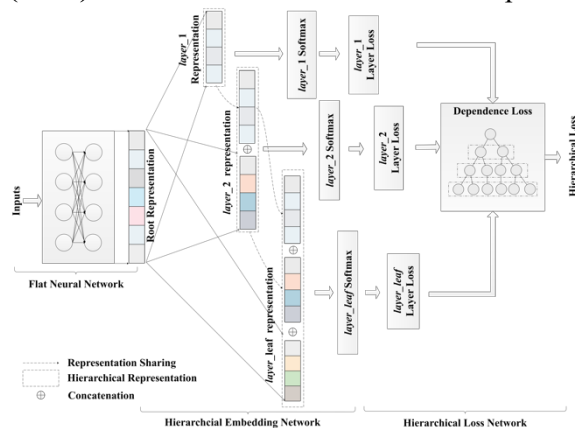 layer_1
Representation
layer_1 Softmax
layer_1
Layer Loss
layer_2 representation
layer_2 Softmax
layer_2
Layer Loss
Dependence Loss
Hierarchical Loss
Inputs
Root Representation
Flat Neural Network
layer_leaf representation
layer_leaf Softmax
layer_leaf
Layer Loss
Representation Sharing
Hierarchical Representation
Concatenation
Hierarchcial Embedding Network
Hierarchical Loss Network